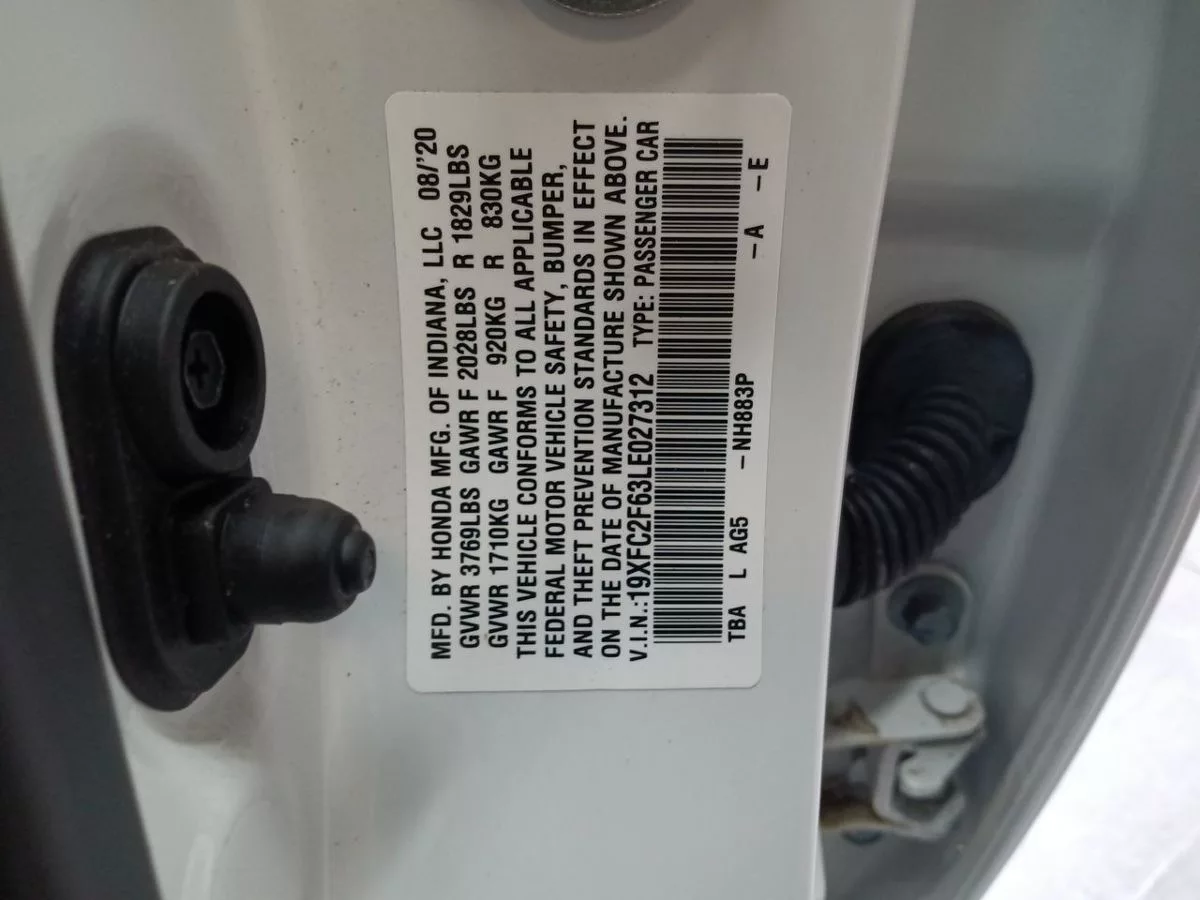 MFD. BY HONDA MFG. OF INDIANA, LLC 08/'20
GVWR 3769LBS GAWR F 2028LBS R 1829LBS
GVWR 1710KG GAWR F 920KG R 830KG
THIS VEHICLE CONFORMS TO ALL APPLICABLE
FEDERAL MOTOR VEHICLE SAFETY, BUMPER,
AND THEFT PREVENTION STANDARDS IN EFFECT
ON THE DATE OF MANUFACTURE SHOWN ABOVE.
V.I.N.:19XFC2F63LE027312 TYPE: PASSENGER CAR
TBA L AG5 -NH883P -A -E